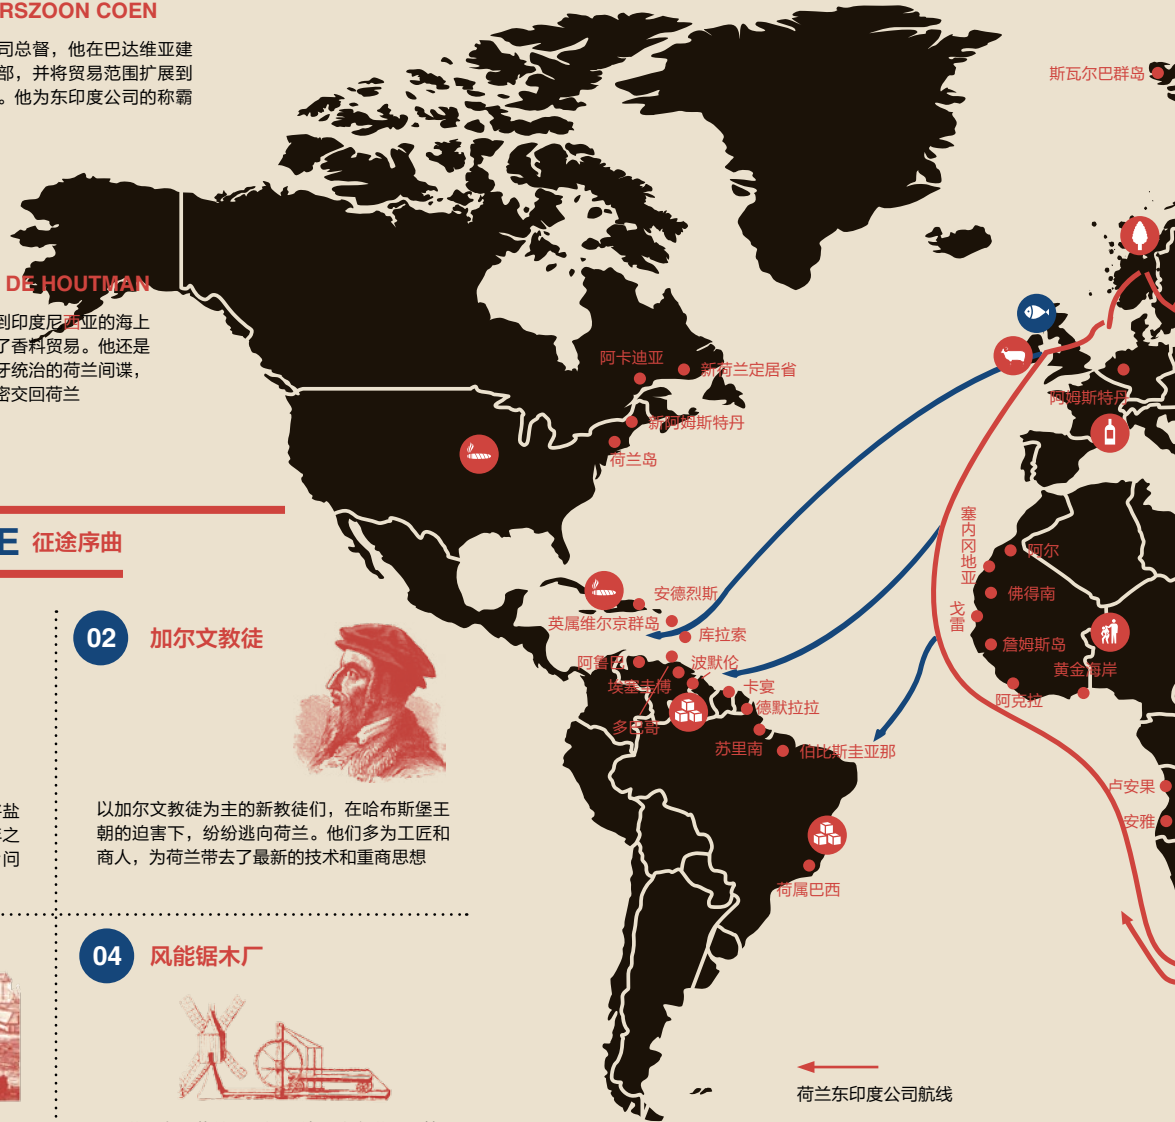 RSZOON COEN
司总督，他在巴达维亚建
部，并将贸易范围扩展到
。他为东印度公司的称霸
DE HOUTMAN
到印度尼西亚的海上
了香料贸易。他还是
牙统治的荷兰间谍，
密交回荷兰
E 征途序曲
02 加尔文教徒
以加尔文教徒为主的新教徒们，在哈布斯堡王
朝的迫害下，纷纷逃向荷兰。他们多为工匠和
商人，为荷兰带去了最新的技术和重商思想
盐
之
问
04 风能锯木厂
斯瓦尔巴群岛
阿卡迪亚
新荷兰定居省
新阿姆斯特丹
荷兰岛
阿姆斯特丹
塞内冈地亚
阿尔
佛得南
戈雷
詹姆斯岛
黄金海岸
阿克拉
安德烈斯
英属维尔京群岛
库拉索
阿鲁巴
波默伦
埃塞圭博
卡宴
多巴哥
德默拉拉
苏里南
伯比斯圭亚那
卢安果
安雅
荷属巴西
荷兰东印度公司航线